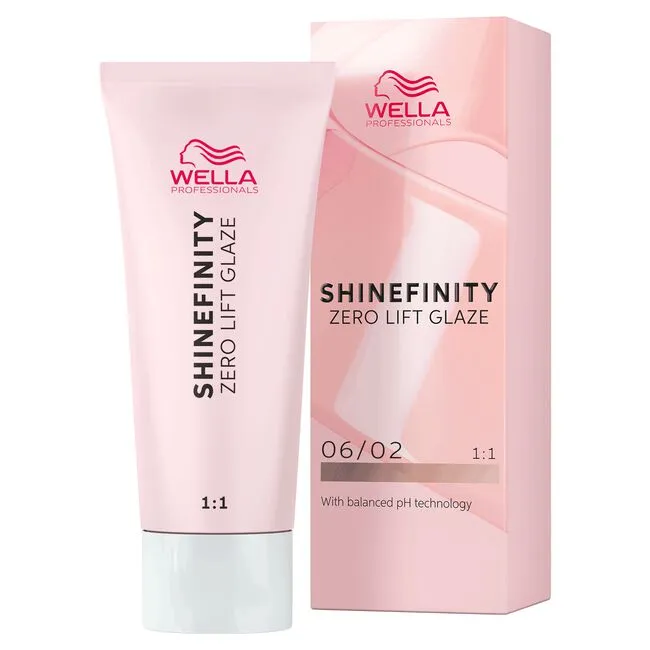 WELLA
PROFESSIONALS
SHINEFINITY
ZERO LIFT GLAZE
1:1
WELLA
PROFESSIONALS
SHINEFINITY
ZERO LIFT GLAZE
06/02 1:1
With balanced pH technology